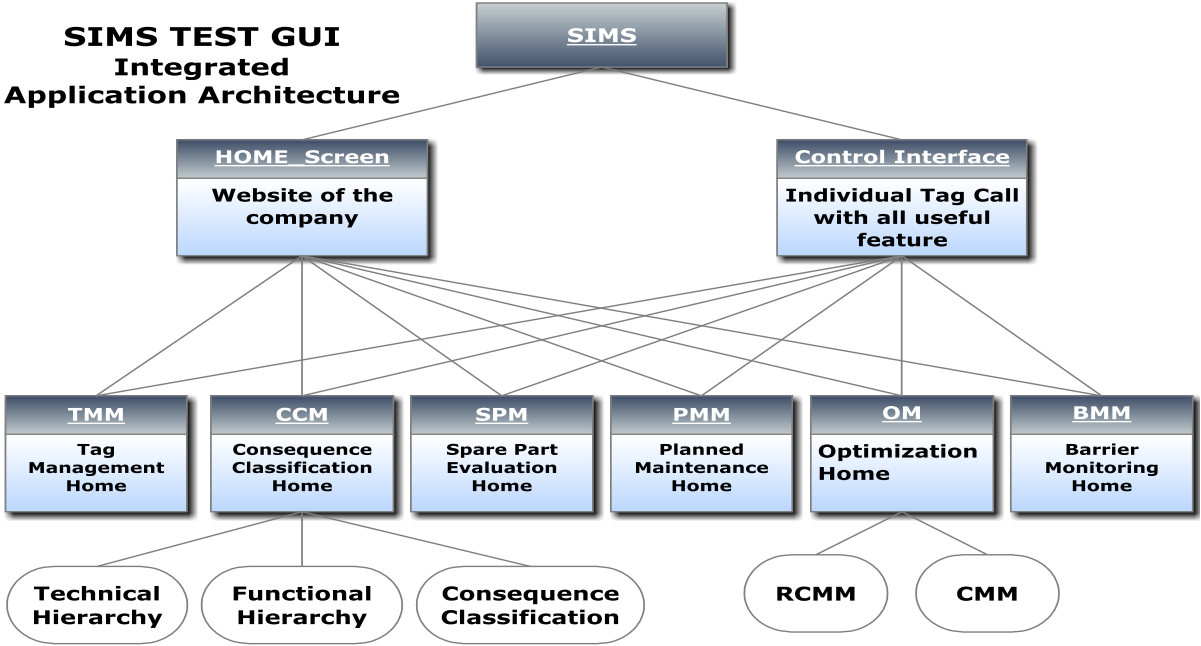 SIMS TEST GUI
Integrated
Application Architecture
SIMS
HOME_Screen
Website of the
company
Control Interface
Individual Tag Call
with all useful
feature
TMM
Tag
Management
Home
CCM
Consequence
Classification
Home
SPM
Spare Part
Evaluation
Home
PMM
Planned
Maintenance
Home
OM
Optimization
Home
BMM
Barrier
Monitoring
Home
Technical
Hierarchy
Functional
Hierarchy
Consequence
Classification
RCMM
CMM